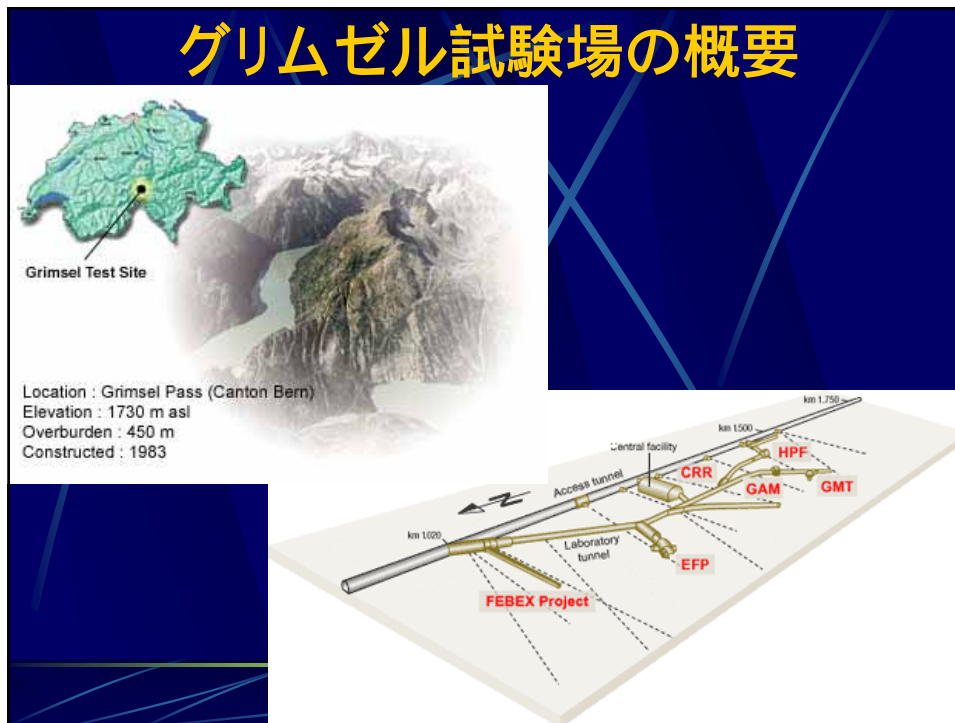 グリムゼル試験場の概要
Grimsel Test Site
Location : Grimsel Pass (Canton Bern)
Elevation : 1730 m asl
Overburden : 450 m
Constructed : 1983
km 1.750
km 1.500
Central facility
HPF
CRR
Access tunnel
GAM
GMT
N
km 1.020
Laboratory
tunnel
EFP
FEBEX Project